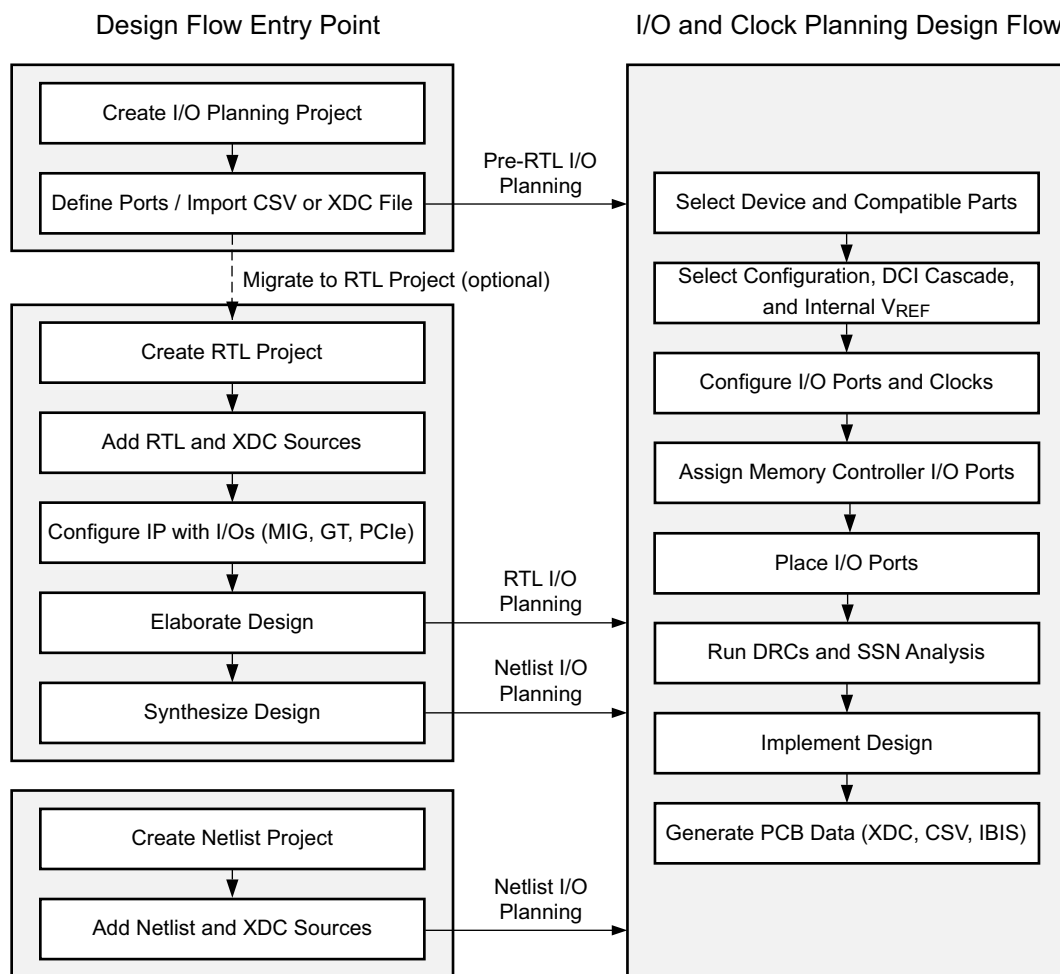 Design Flow Entry Point
I/O and Clock Planning Design Flow
Create I/O Planning Project
Define Ports / Import CSV or XDC File
Pre-RTL I/O
Planning
Migrate to RTL Project (optional)
Create RTL Project
Add RTL and XDC Sources
Configure IP with I/Os (MIG, GT, PCIe)
Elaborate Design
RTL I/O
Planning
Synthesize Design
Netlist I/O
Planning
Create Netlist Project
Add Netlist and XDC Sources
Netlist I/O
Planning
Select Device and Compatible Parts
Select Configuration, DCI Cascade,
and Internal VREF
Configure I/O Ports and Clocks
Assign Memory Controller I/O Ports
Place I/O Ports
Run DRCs and SSN Analysis
Implement Design
Generate PCB Data (XDC, CSV, IBIS)